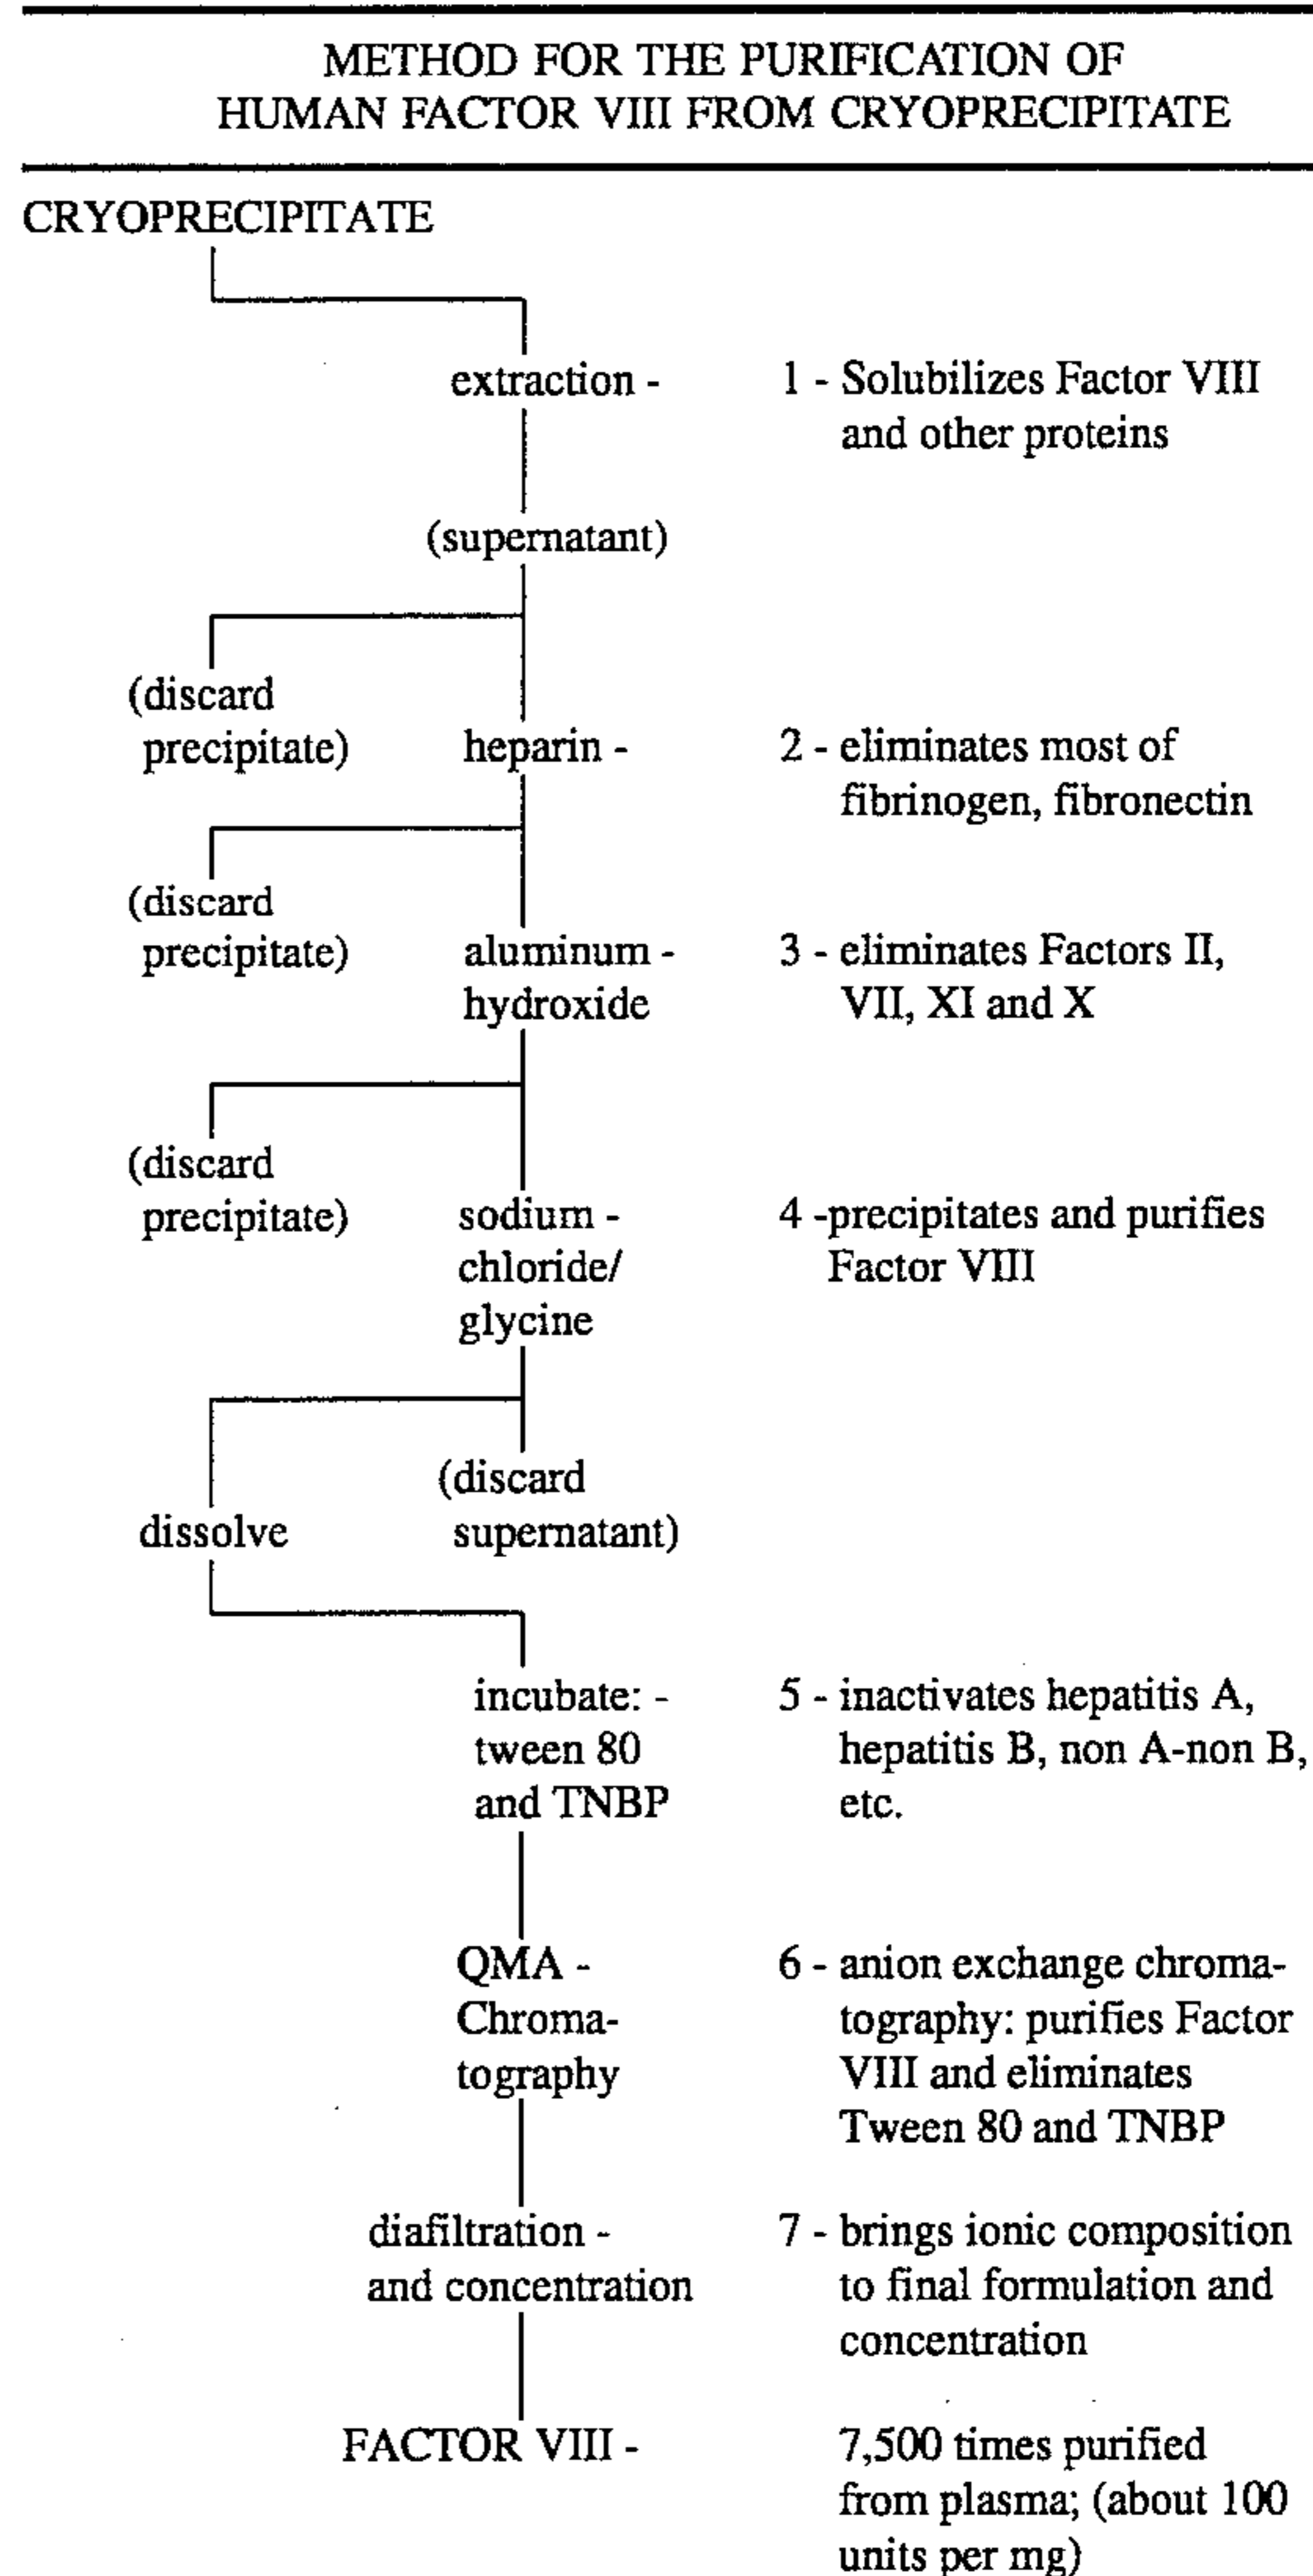 METHOD FOR THE PURIFICATION OF
HUMAN FACTOR VIII FROM CRYOPRECIPITATE
CRYOPRECIPITATE
extraction - 1 - Solubilizes Factor VIII
and other proteins
(supernatant)
(discard
precipitate) heparin - 2 - eliminates most of
fibrinogen, fibronectin
(discard
precipitate) aluminum - 3 - eliminates Factors II,
hydroxide VII, XI and X
(discard
precipitate) sodium - 4 -precipitates and purifies
chloride/ Factor VIII
glycine
(discard
dissolve supernatant)
incubate: - 5 - inactivates hepatitis A,
tween 80 hepatitis B, non A-non B,
and TNBP etc.
QMA - 6 - anion exchange chroma-
Chroma- tography: purifies Factor
tography VIII and eliminates
Tween 80 and TNBP
diafiltration - 7 - brings ionic composition
and concentration to final formulation and
concentration
FACTOR VIII - 7,500 times purified
from plasma; (about 100
units per mg)